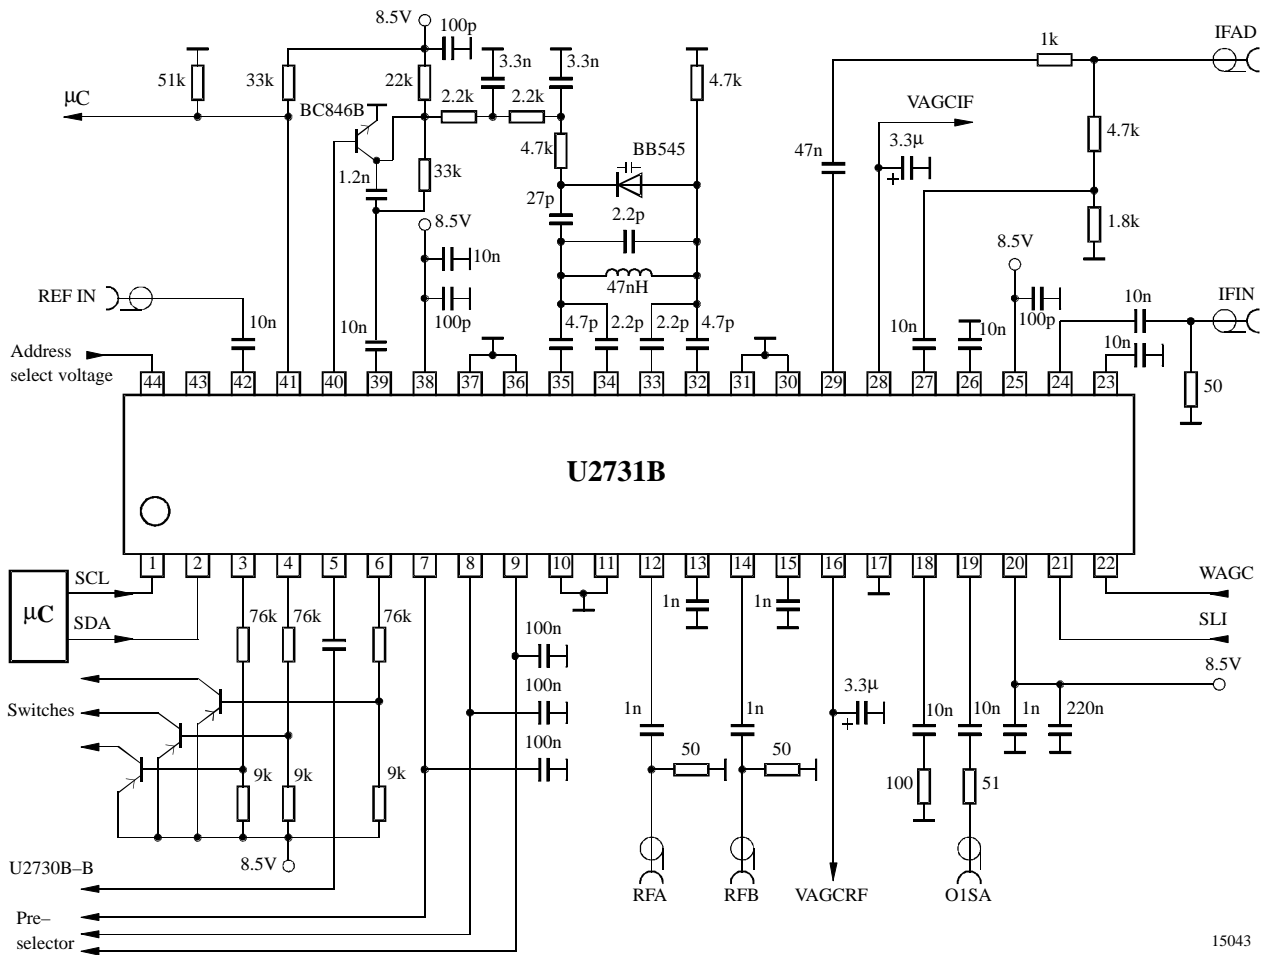 8.5V
100p
IFAD
1k
3.3n
3.3n
51k
33k
22k
4.7k
µC
BC846B
2.2k
2.2k
VAGCIF
4.7k
BB545
3.3µ
+
4.7k
47n
1.2n
33k
27p
2.2p
1.8k
8.5V
8.5V
10n
47nH
REF IN
100p
10n
IFIN
10n
10n
4.7p
2.2p
2.2p
4.7p
10n
10n
100p
10n
Address
select voltage
50
44
43
42
41
40
39
38
37
36
35
34
33
32
31
30
29
28
27
26
25
24
23
U2731B
1
2
3
4
5
6
7
8
9
10
11
12
13
14
15
16
17
18
19
20
21
22
µC
SCL
SDA
WAGC
SLI
76k
76k
76k
1n
1n
100n
8.5V
100n
3.3µ
+
Switches
1n
1n
10n
10n
1n
220n
100n
50
50
9k
9k
9k
100
51
8.5V
U2730B–B
RFA
RFB
VAGCRF
O1SA
Pre–
selector
15043